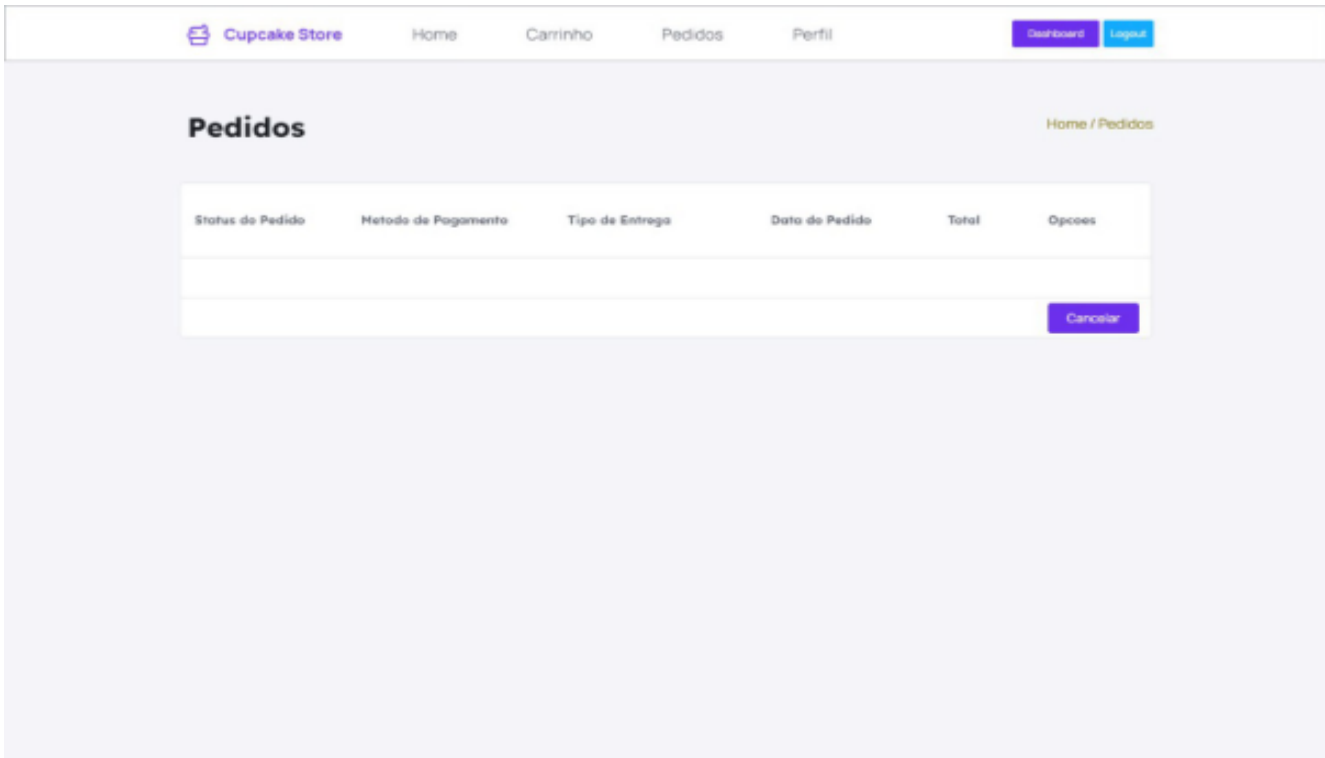 Cupcake Store Home Carrinho Pedidos Perfil Dashboard Logout
Pedidos Home / Pedidos
Status do Pedido Metodo de Pagamento Tipo de Entrega Data do Pedido Total Opcoes
Cancelar